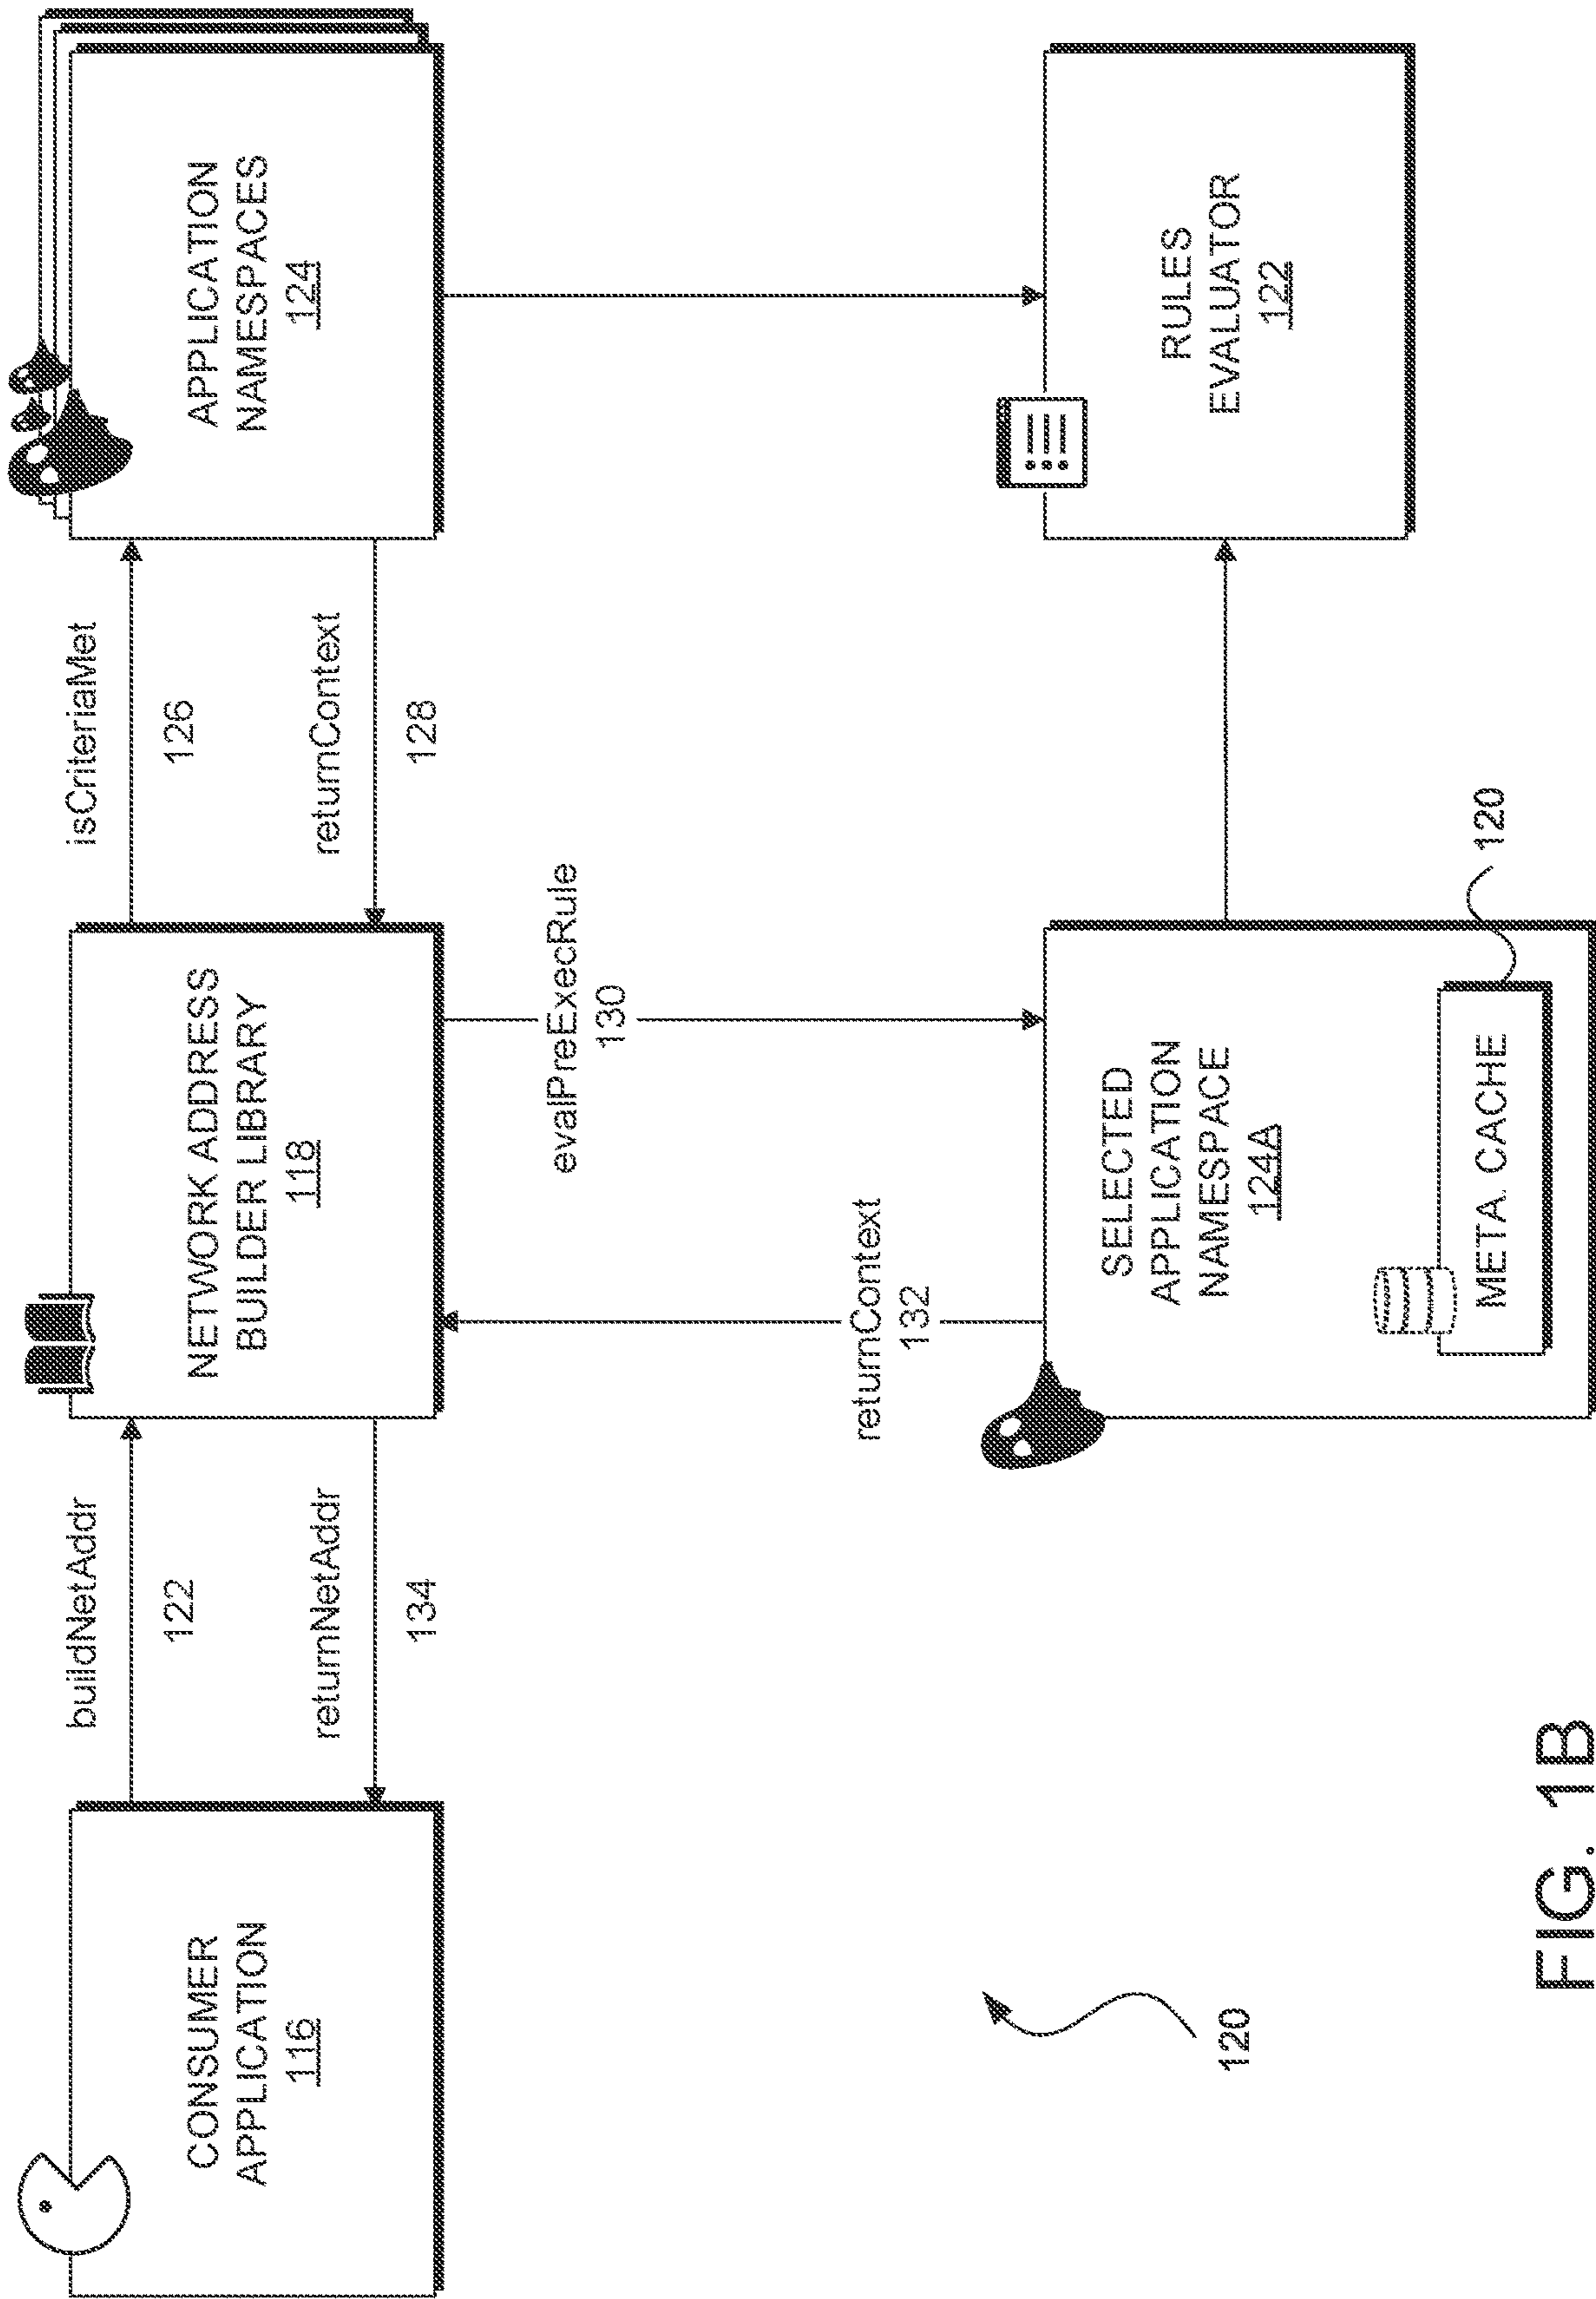 CONSUMER
APPLICATION
116
buildNetAddr
122
returnNetAddr
134
NETWORK ADDRESS
BUILDER LIBRARY
118
isCriteriaMet
126
returnContext
128
APPLICATION
NAMESPACES
124
returnContext
132
evalPreExecRule
130
SELECTED
APPLICATION
NAMESPACE
124A
META CACHE
120
RULES
EVALUATOR
122
120
FIG. 1B